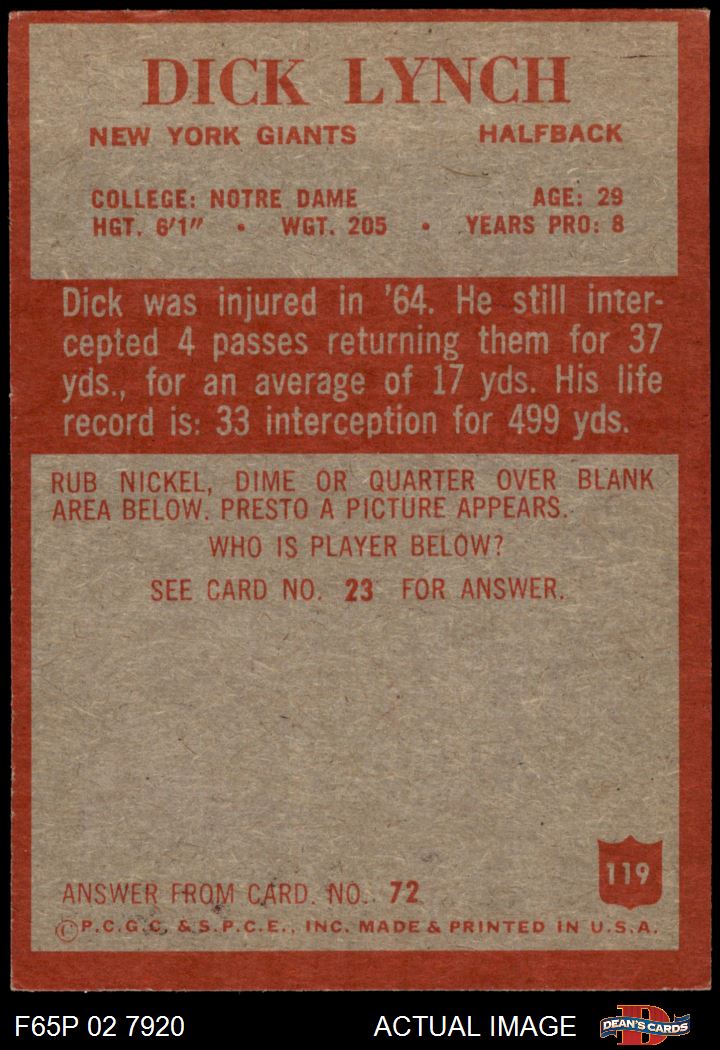 DICK LYNCH
NEW YORK GIANTS HALFBACK
COLLEGE: NOTRE DAME AGE: 29
HGT. 6'1" • WGT. 205 • YEARS PRO: 8
Dick was injured in '64. He still inter-
cepted 4 passes returning them for 37
yds., for an average of 17 yds. His life
record is: 33 interception for 499 yds.
RUB NICKEL, DIME OR QUARTER OVER BLANK
AREA BELOW. PRESTO A PICTURE APPEARS.
WHO IS PLAYER BELOW?
SEE CARD NO. 23 FOR ANSWER.
119
ANSWER FROM CARD. NO. 72
©P.C.G.C. & S.P.C.E., INC. MADE & PRINTED IN U.S.A.
F65P 02 7920 ACTUAL IMAGE D DEAN'S CARDS